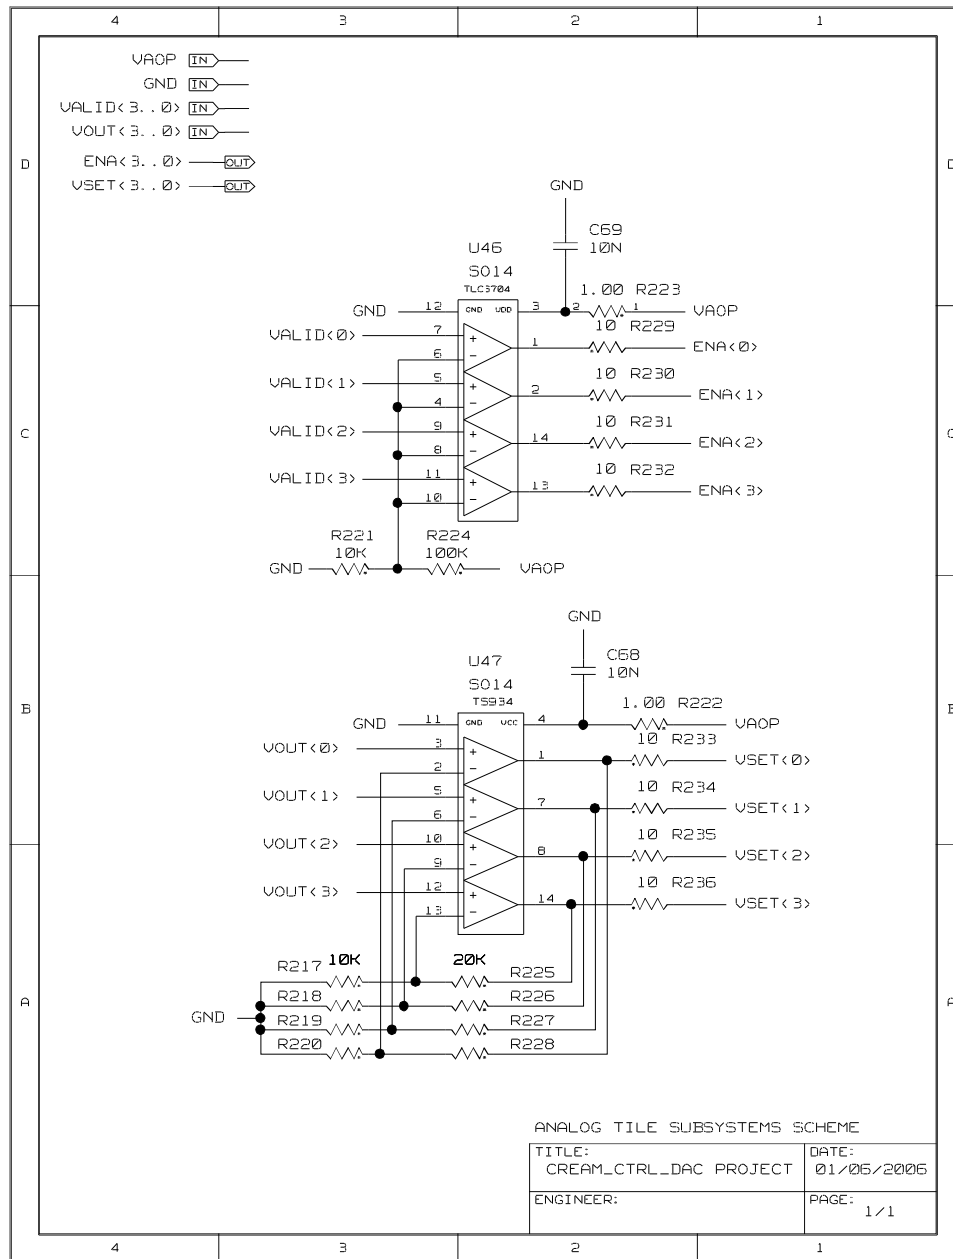 4 3 2 1
VAOP IN
GND IN
VALID<3..0> IN
VOUT<3..0> IN
D ENA<3..0> OUT D
VSET<3..0> OUT
GND
C69
10N
U46
SO14
TLC3704
1.00 R223
GND 12 GND VDD 3 2 1 VAOP
10 R229
VALID<0> 7 + 1 ENA<0>
6 -
10 R230
VALID<1> 5 + 2 ENA<1>
4 -
10 R231
C VALID<2> 9 + 14 ENA<2> C
8 -
10 R232
VALID<3> 11 + 13 ENA<3>
10 -
R221 R224
10K 100K
GND VAOP
GND
C68
10N
U47
SO14
TS934
B 1.00 R222 B
GND 11 GND VCC 4 VAOP
10 R233
VOUT<0> 3 + 1 VSET<0>
2 -
10 R234
VOUT<1> 5 + 7 VSET<1>
6 -
10 R235
VOUT<2> 10 + 8 VSET<2>
9 -
10 R236
VOUT<3> 12 + 14 VSET<3>
13 -
R217 10K 20K R225
A R218 R226 A
GND R219 R227
R220 R228
ANALOG TILE SUBSYSTEMS SCHEME
TITLE: DATE:
CREAM_CTRL_DAC PROJECT 01/06/2006
ENGINEER: PAGE:
1/1
4 3 2 1